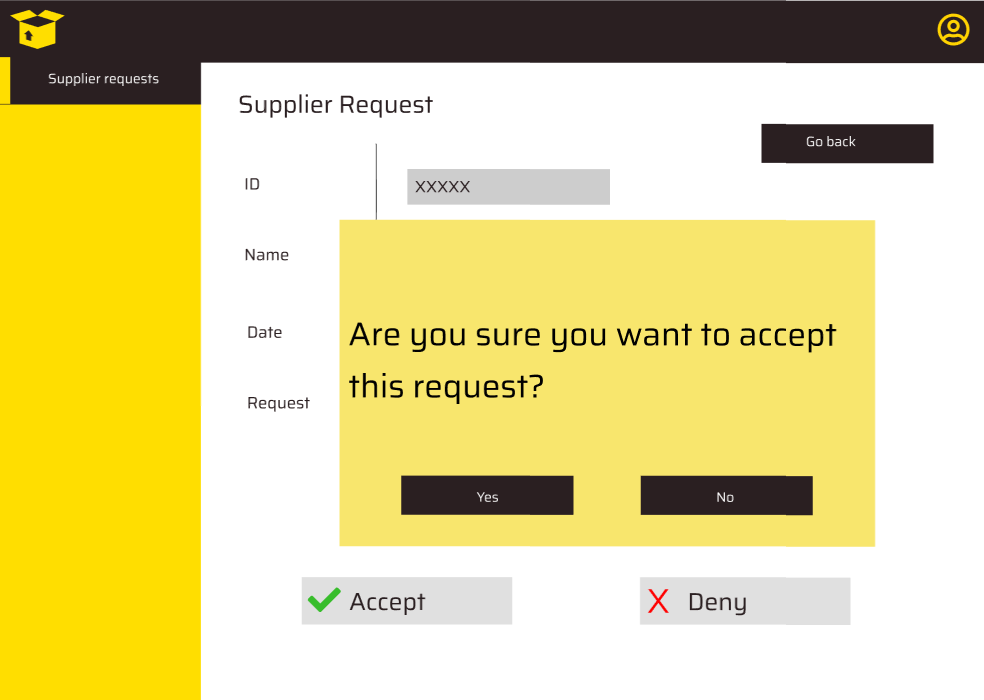 Supplier requests
Supplier Request
Go back
ID
XXXXX
Name
Date
Request
Are you sure you want to accept
this request?
Yes
No
Accept
X Deny